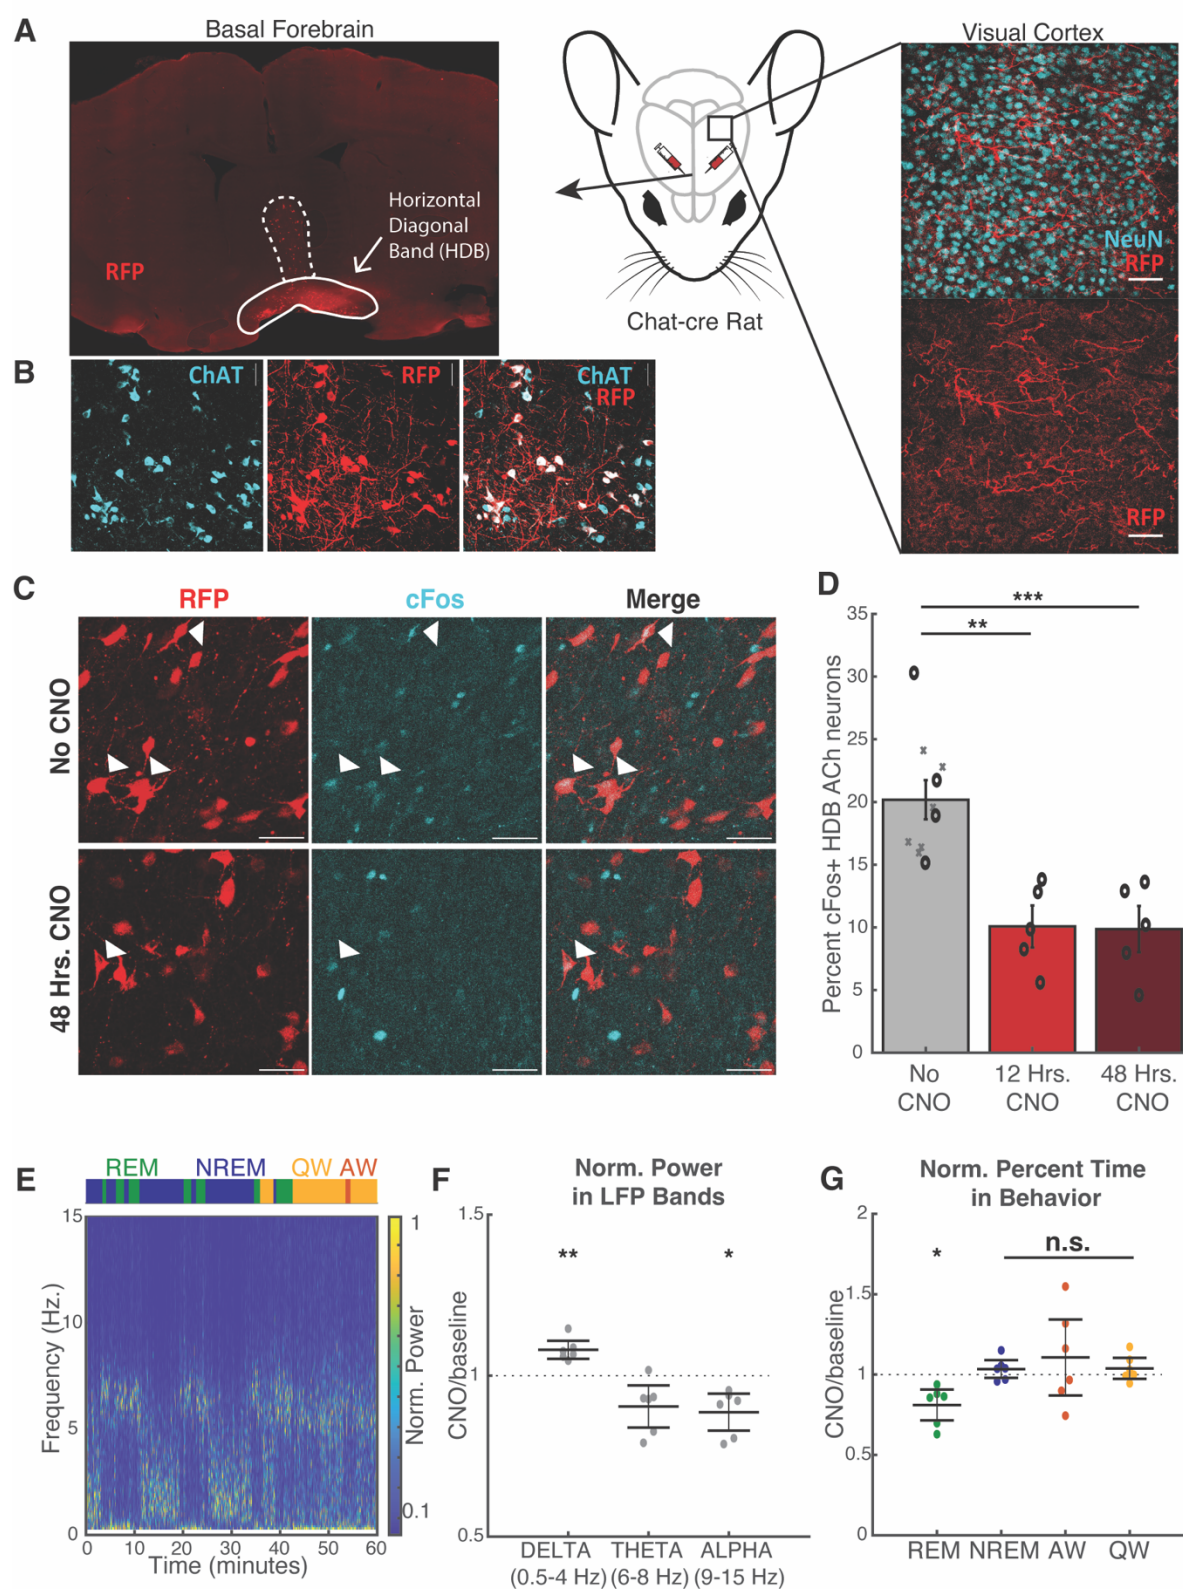 A
Basal Forebrain
Visual Cortex
Horizontal
Diagonal
Band (HDB)
RFP
Chat-cre Rat
NeuN
RFP
RFP
B
ChAT
RFP
ChAT
RFP
C
RFP
cFos
Merge
No CNO
48 Hrs. CNO
D
***
**
Percent cFos+ HDB ACh neurons
35
30
25
20
15
10
5
0
No
CNO
12 Hrs.
CNO
48 Hrs.
CNO
E
REM
NREM
QW
AW
15
10
5
0
Frequency (Hz.)
1
0.1
Norm. Power
0
10
20
30
40
50
60
Time (minutes)
F
Norm. Power
in LFP Bands
1.5
1
0.5
CNO/baseline
**
*
DELTA
(0.5-4 Hz)
THETA
(6-8 Hz)
ALPHA
(9-15 Hz)
G
Norm. Percent Time
in Behavior
2
1.5
1
0.5
0
CNO/baseline
*
n.s.
REM
NREM
AW
QW